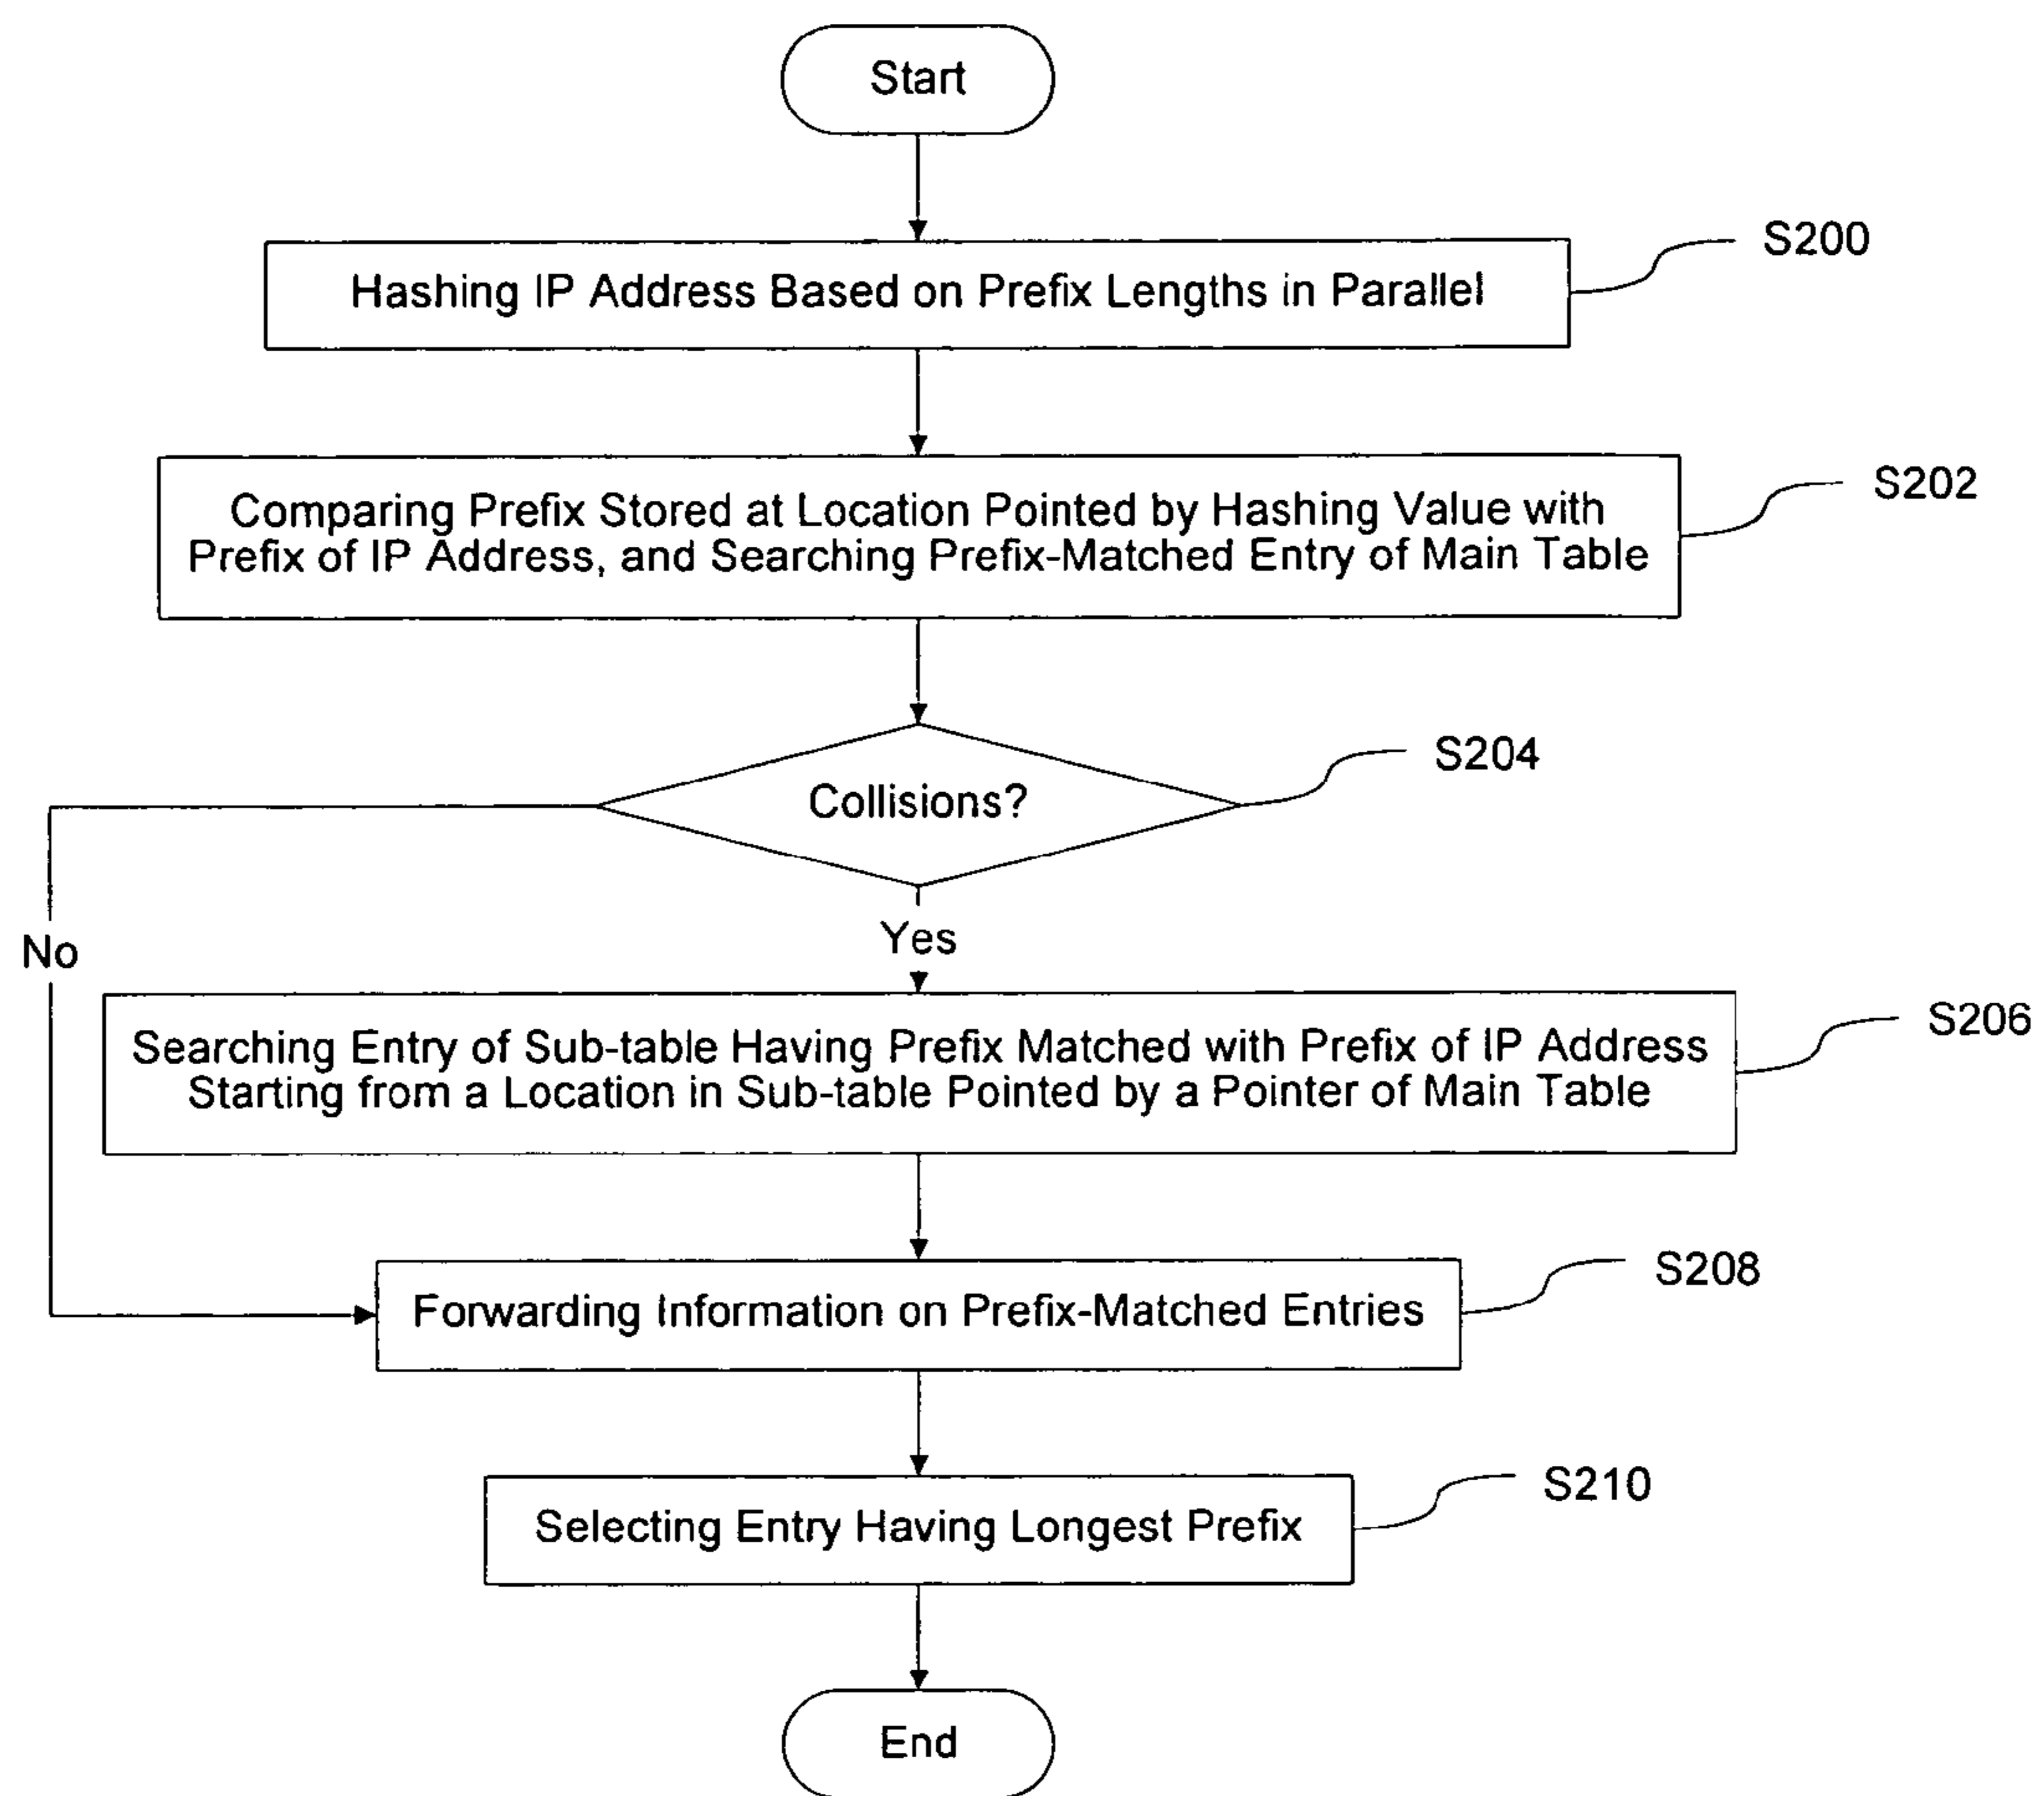 Start
S200
Hashing IP Address Based on Prefix Lengths in Parallel
S202
Comparing Prefix Stored at Location Pointed by Hashing Value with
Prefix of IP Address, and Searching Prefix-Matched Entry of Main Table
S204
Collisions?
No
Yes
S206
Searching Entry of Sub-table Having Prefix Matched with Prefix of IP Address
Starting from a Location in Sub-table Pointed by a Pointer of Main Table
S208
Forwarding Information on Prefix-Matched Entries
S210
Selecting Entry Having Longest Prefix
End